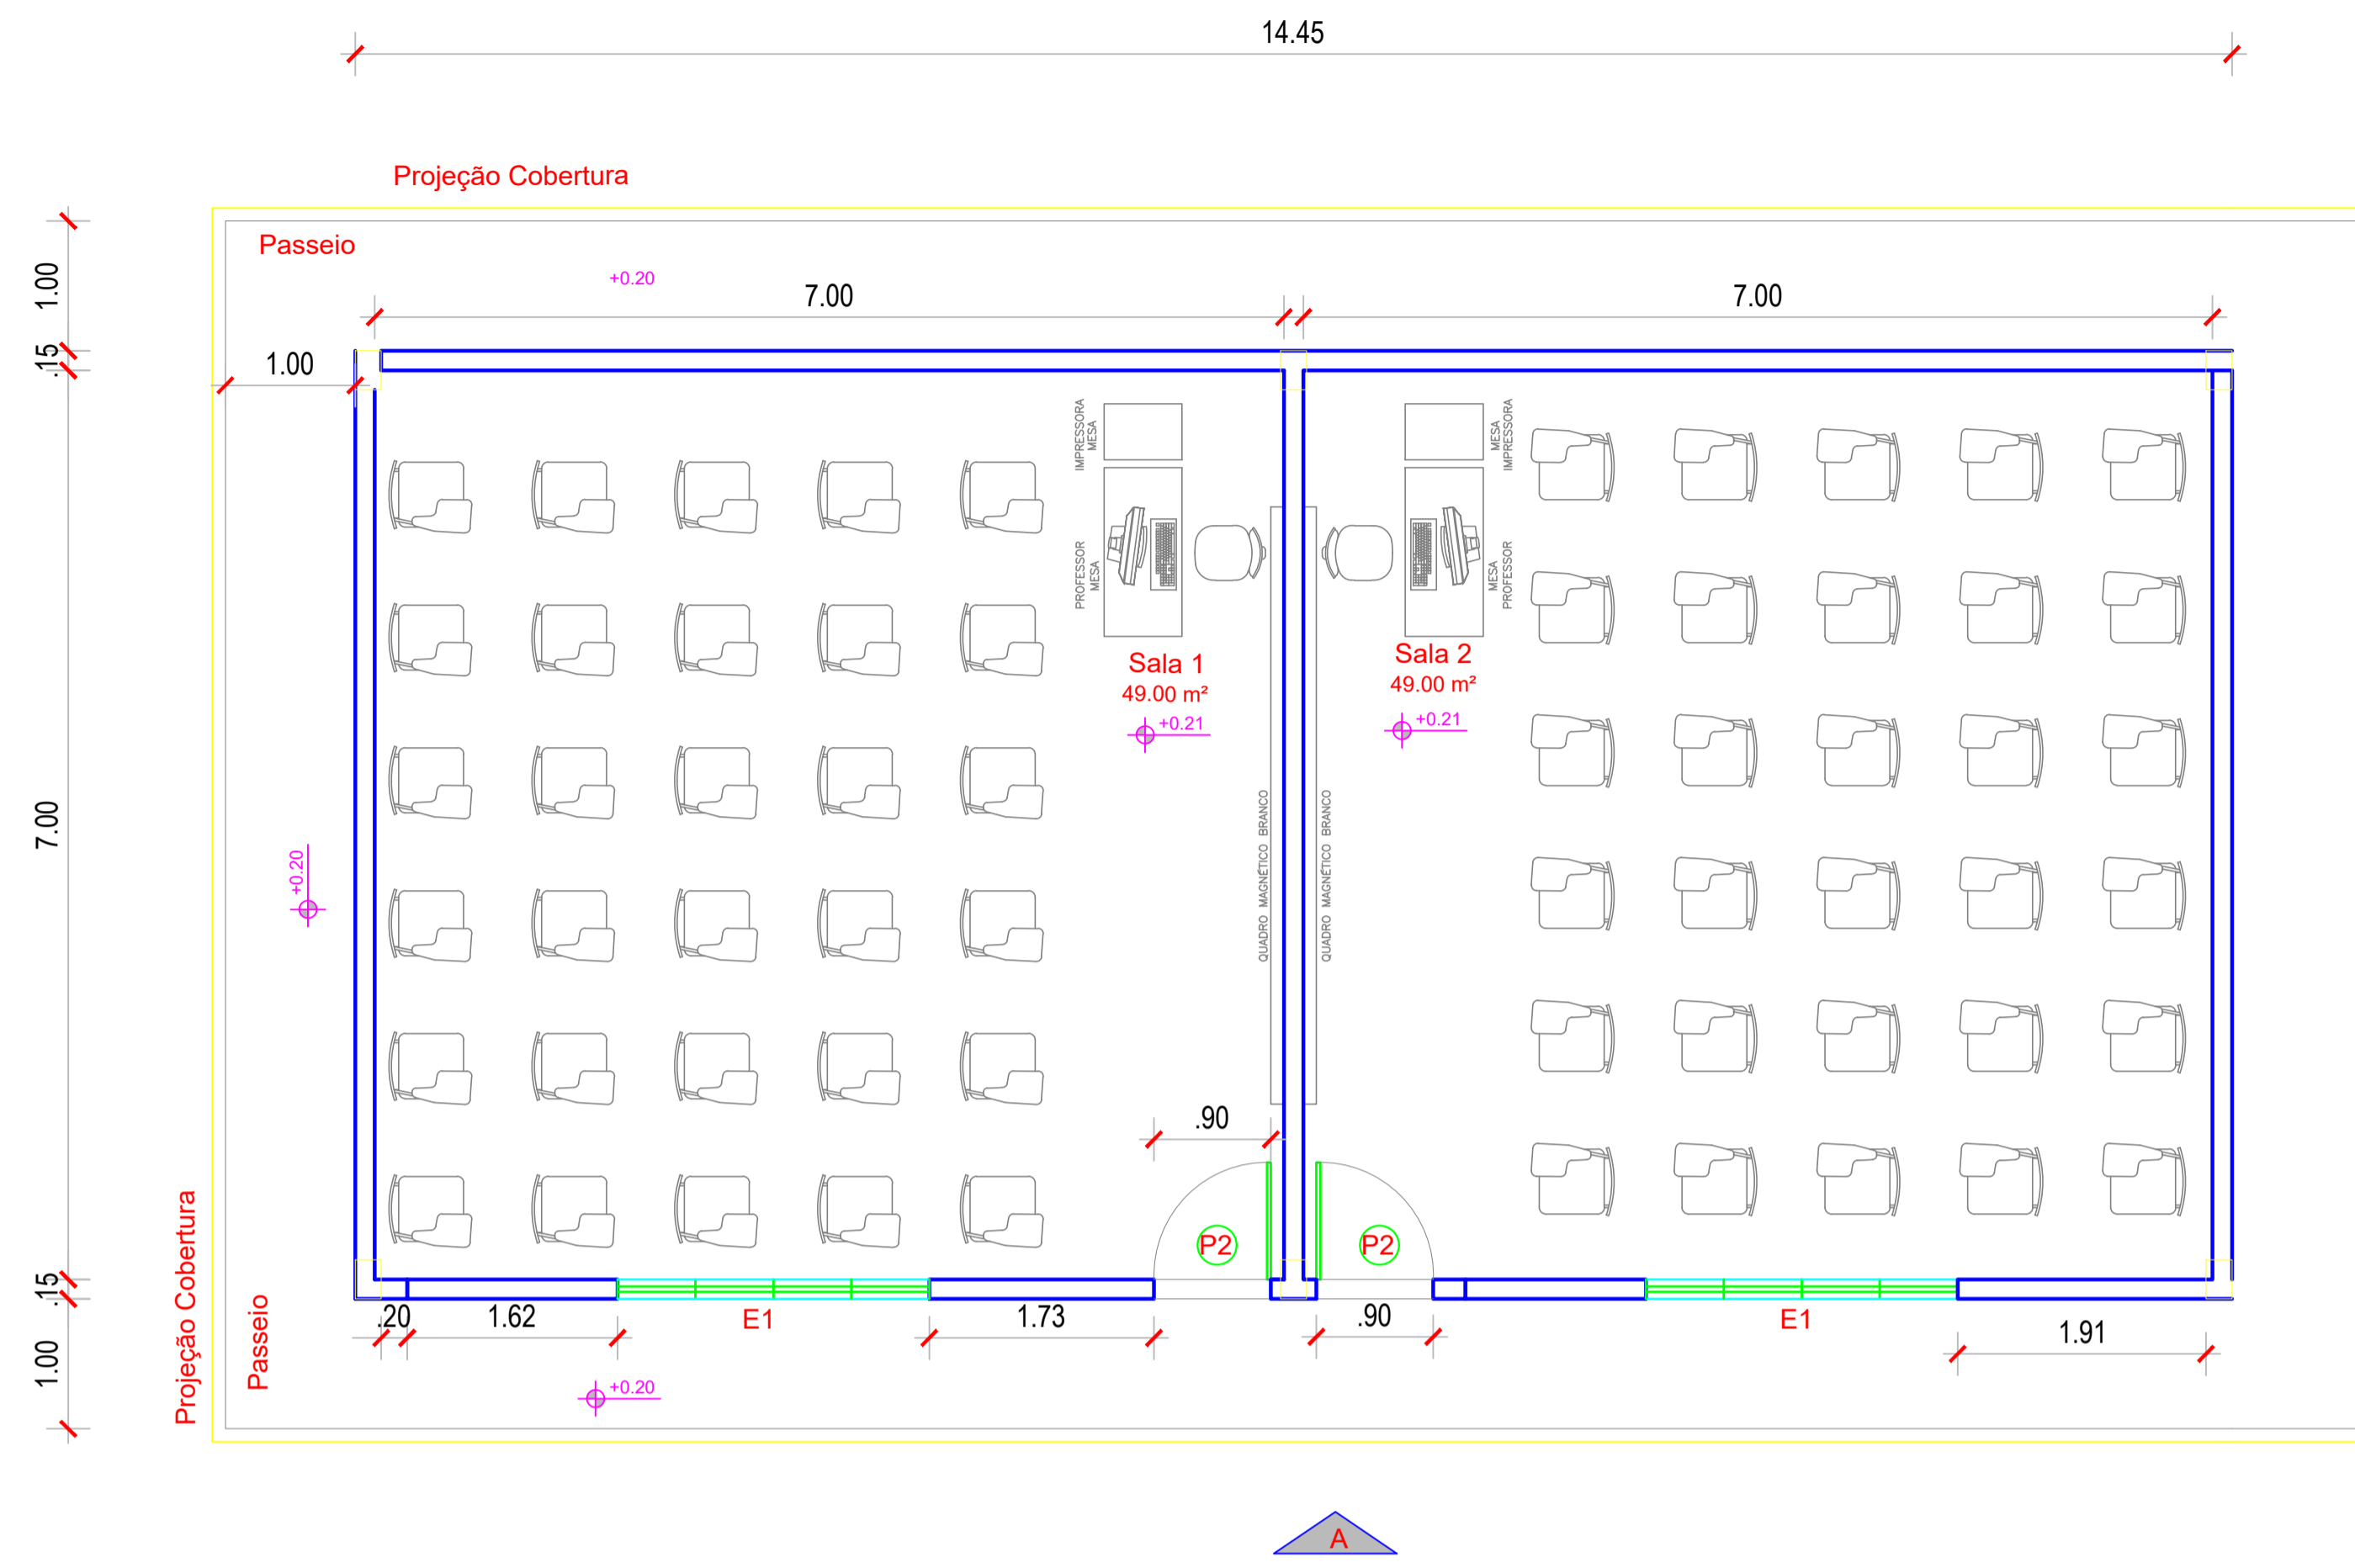 14.45
Projeção Cobertura
Passeio
+0.20
7.00
7.00
1.00
.15
1.00
IMPRESSORA
MESA
MESA
IMPRESSORA
PROFESSOR
MESA
MESA
PROFESSOR
Sala 1
49.00 m²
+0.21
Sala 2
49.00 m²
+0.21
7.00
+0.20
QUADRO MAGNÉTICO BRANCO
QUADRO MAGNÉTICO BRANCO
.90
P2
P2
Projeção Cobertura
Passeio
.15
.20
1.62
E1
1.73
.90
E1
1.91
1.00
+0.20
A